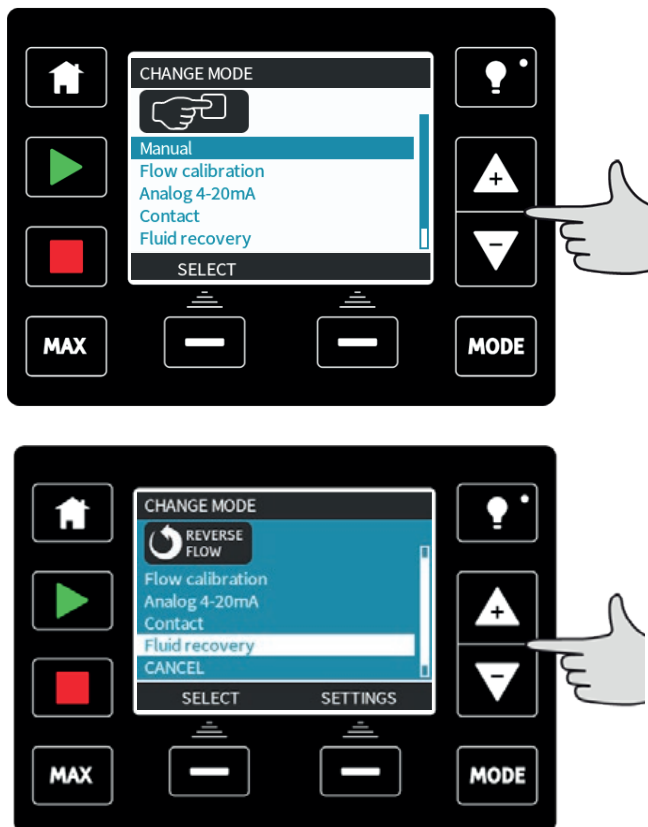 CHANGE MODE
Manual
Flow calibration
Analog 4-20mA
Contact
Fluid recovery
SELECT
+
−
MAX
MODE
CHANGE MODE
REVERSE
FLOW
Flow calibration
Analog 4-20mA
Contact
Fluid recovery
CANCEL
SELECT SETTINGS
+
−
MAX
MODE